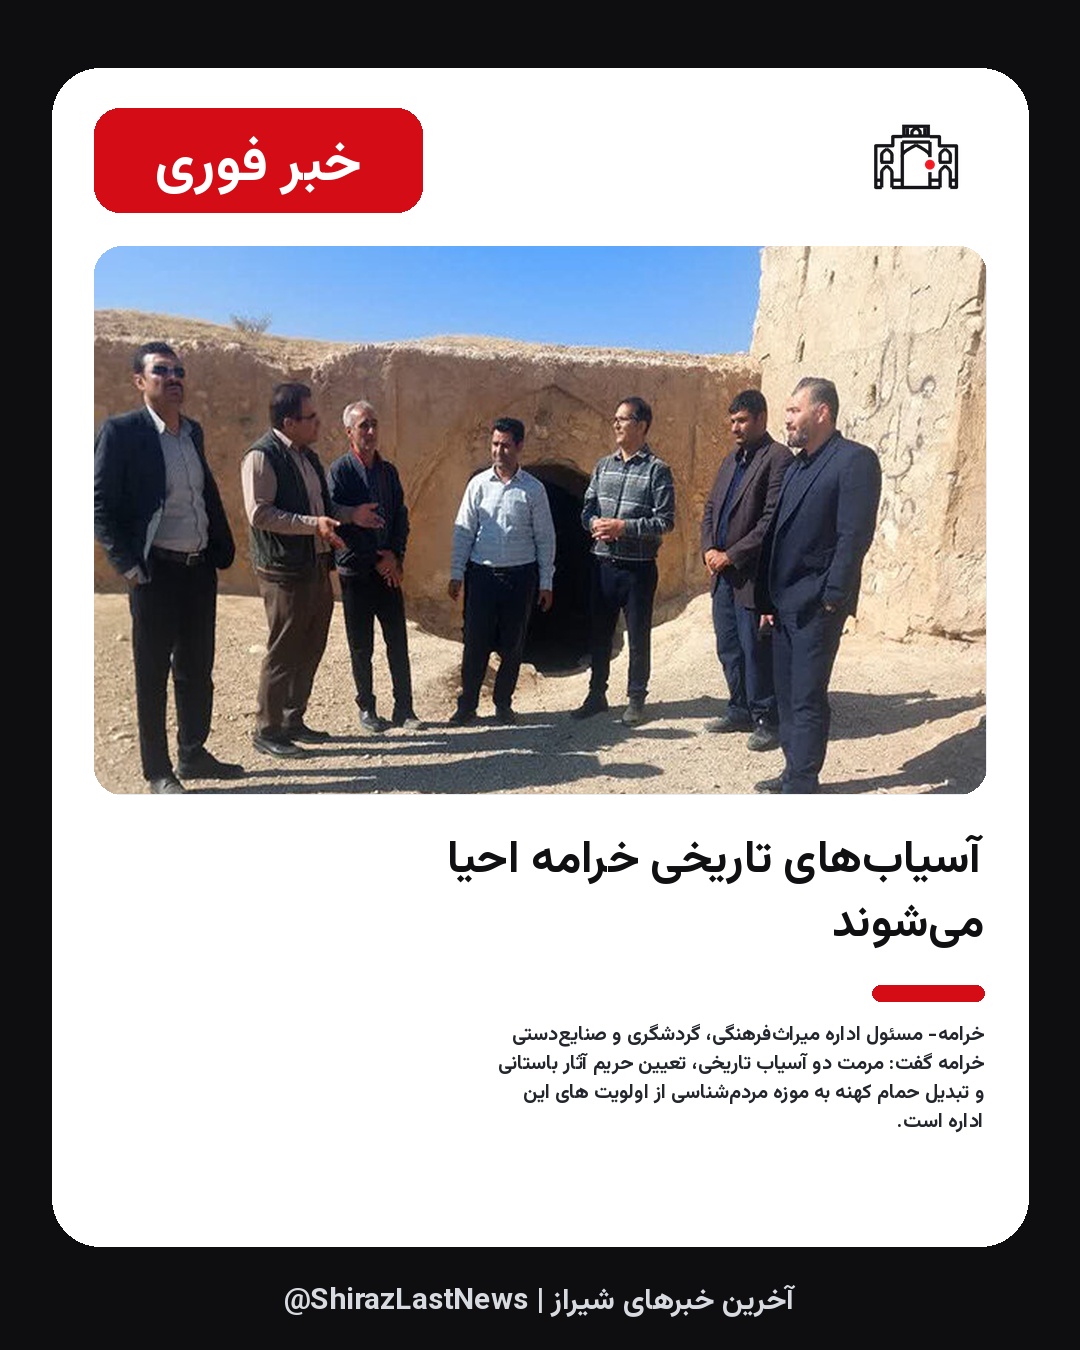 خبر فوری
آسیاب‌های تاریخی خرامه احیا
می‌شوند
خرامه- مسئول اداره میراث‌فرهنگی، گردشگری و صنایع‌دستی
خرامه گفت: مرمت دو آسیاب تاریخی، تعیین حریم آثار باستانی
و تبدیل حمام کهنه به موزه مردم‌شناسی از اولویت های این
اداره است.
آخرین خبرهای شیراز | @ShirazLastNews